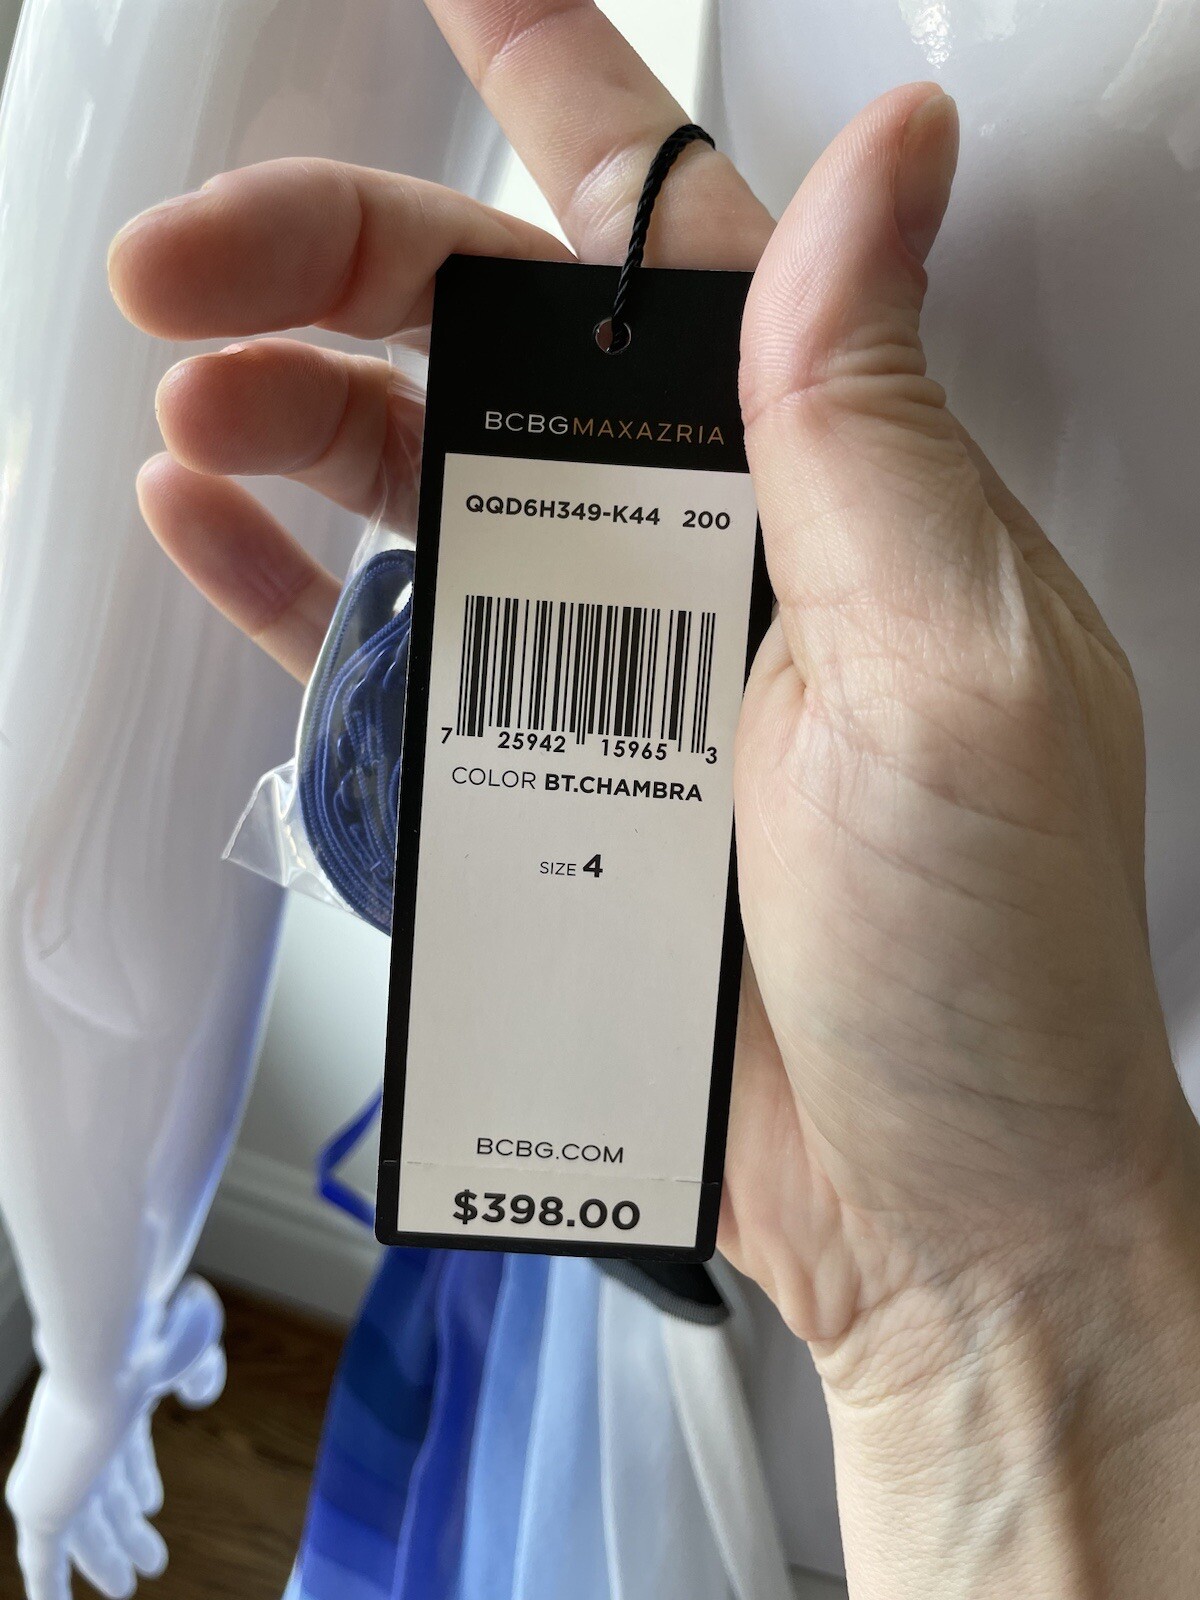 BCBGMAXAZRIA
QQD6H349-K44 200
7 25942 15965 3
COLOR BT.CHAMBRA
SIZE 4
BCBG.COM
$398.00